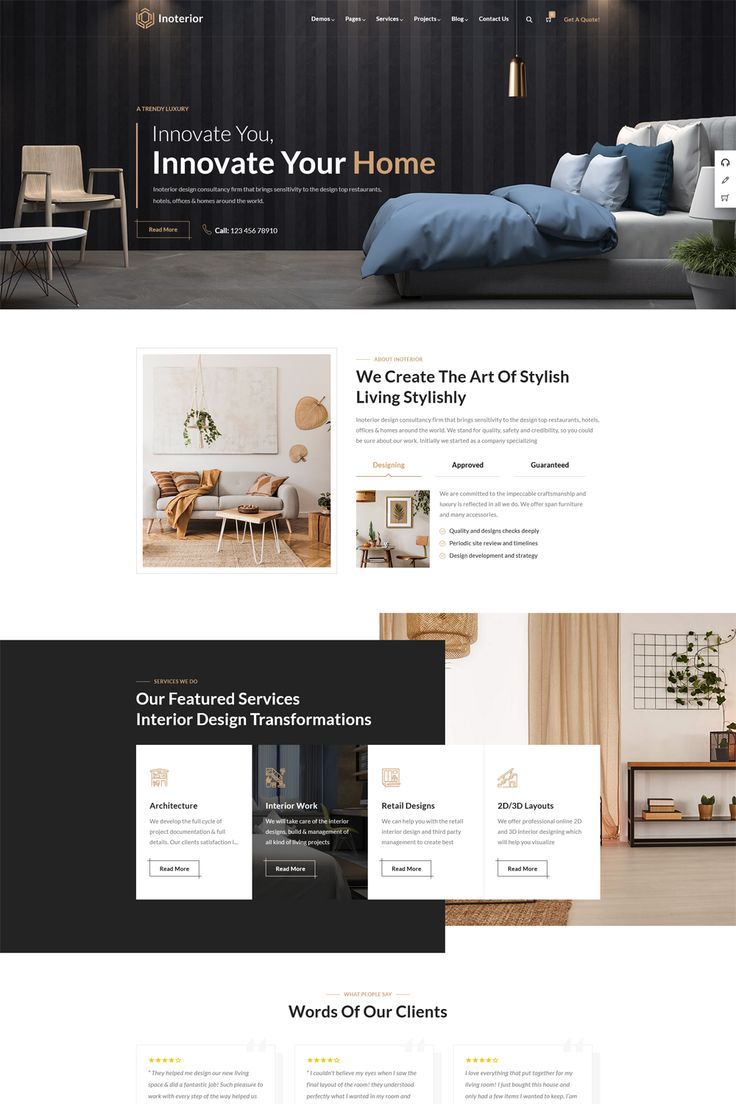 Inoterior
Demos Pages Services Projects Blog Contact Us Get A Quote!
A TRENDY LUXURY
Innovate You,
Innovate Your Home
Inoterior design consultancy firm that brings sensitivity to the design top restaurants,
hotels, offices & homes around the world.
Read More Call: 123 456 78910
ABOUT INOTERIOR
We Create The Art Of Stylish
Living Stylishly
Inoterior design consultancy firm that brings sensitivity to the design top restaurants, hotels,
offices & homes around the world. We stand for quality, safety and credibility, so you could
be sure about our work. Initially we started as a company specializing
Designing Approved Guaranteed
We are committed to the impeccable craftsmanship and
luxury is reflected in all we do. We offer span furniture
and many accessories.
Quality and designs checks deeply
Periodic site review and timelines
Design development and strategy
SERVICES WE DO
Our Featured Services
Interior Design Transformations
Architecture
We develop the full cycle of
project documentation & full
details. Our clients satisfaction I...
Read More
Interior Work
We will take care of the interior
designs, build & management of
all kind of living projects
Read More
Retail Designs
We can help you with the retail
interior design and third party
management to create best
Read More
2D/3D Layouts
We offer professional online 2D
and 3D interior designing which
will help you visualize
Read More
WHAT PEOPLE SAY
Words Of Our Clients
" They helped me design our new living
space & did a fantastic job! Such pleasure to
work with every step of the way helped us
" I couldn't believe my eyes when I saw the
final layout of the room! they understood
perfectly what I wanted in my room and
I love everything that put together for my
living room! I just bought this house and
only had a few items I wanted to keep. I'am